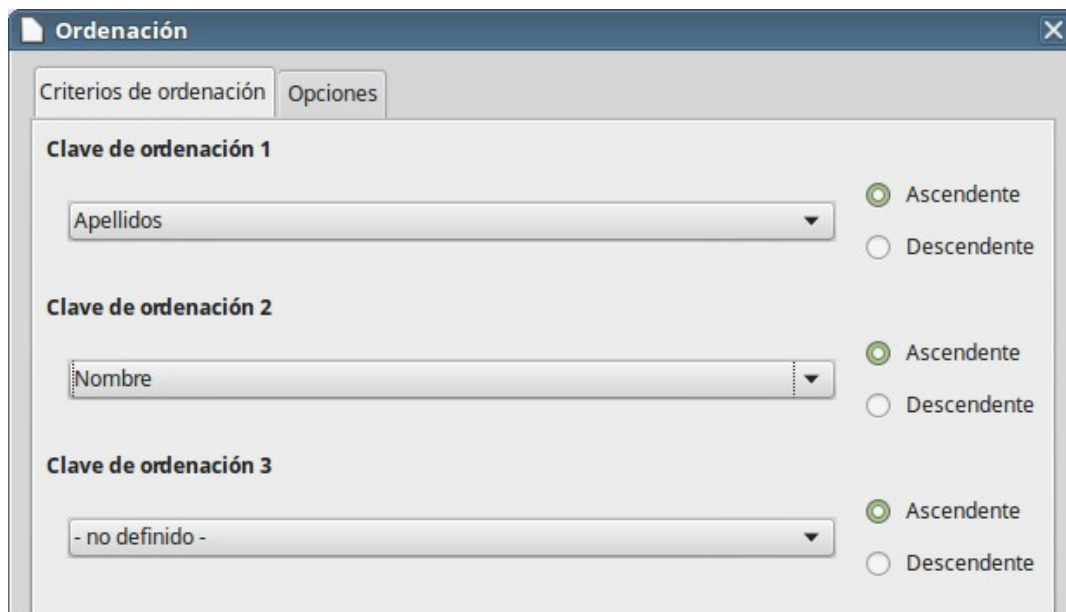 Ordenación
Criterios de ordenación Opciones
Clave de ordenación 1
Ascendente
Apellidos
Descendente
Clave de ordenación 2
Ascendente
Nombre
Descendente
Clave de ordenación 3
Ascendente
- no definido -
Descendente